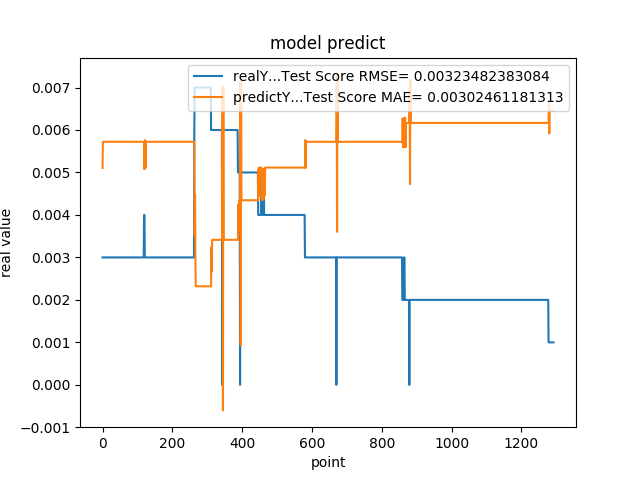 model predict
realY...Test Score RMSE= 0.00323482383084
predictY...Test Score MAE= 0.00302461181313
real value
0.007
0.006
0.005
0.004
0.003
0.002
0.001
0.000
-0.001
0 200 400 600 800 1000 1200
point